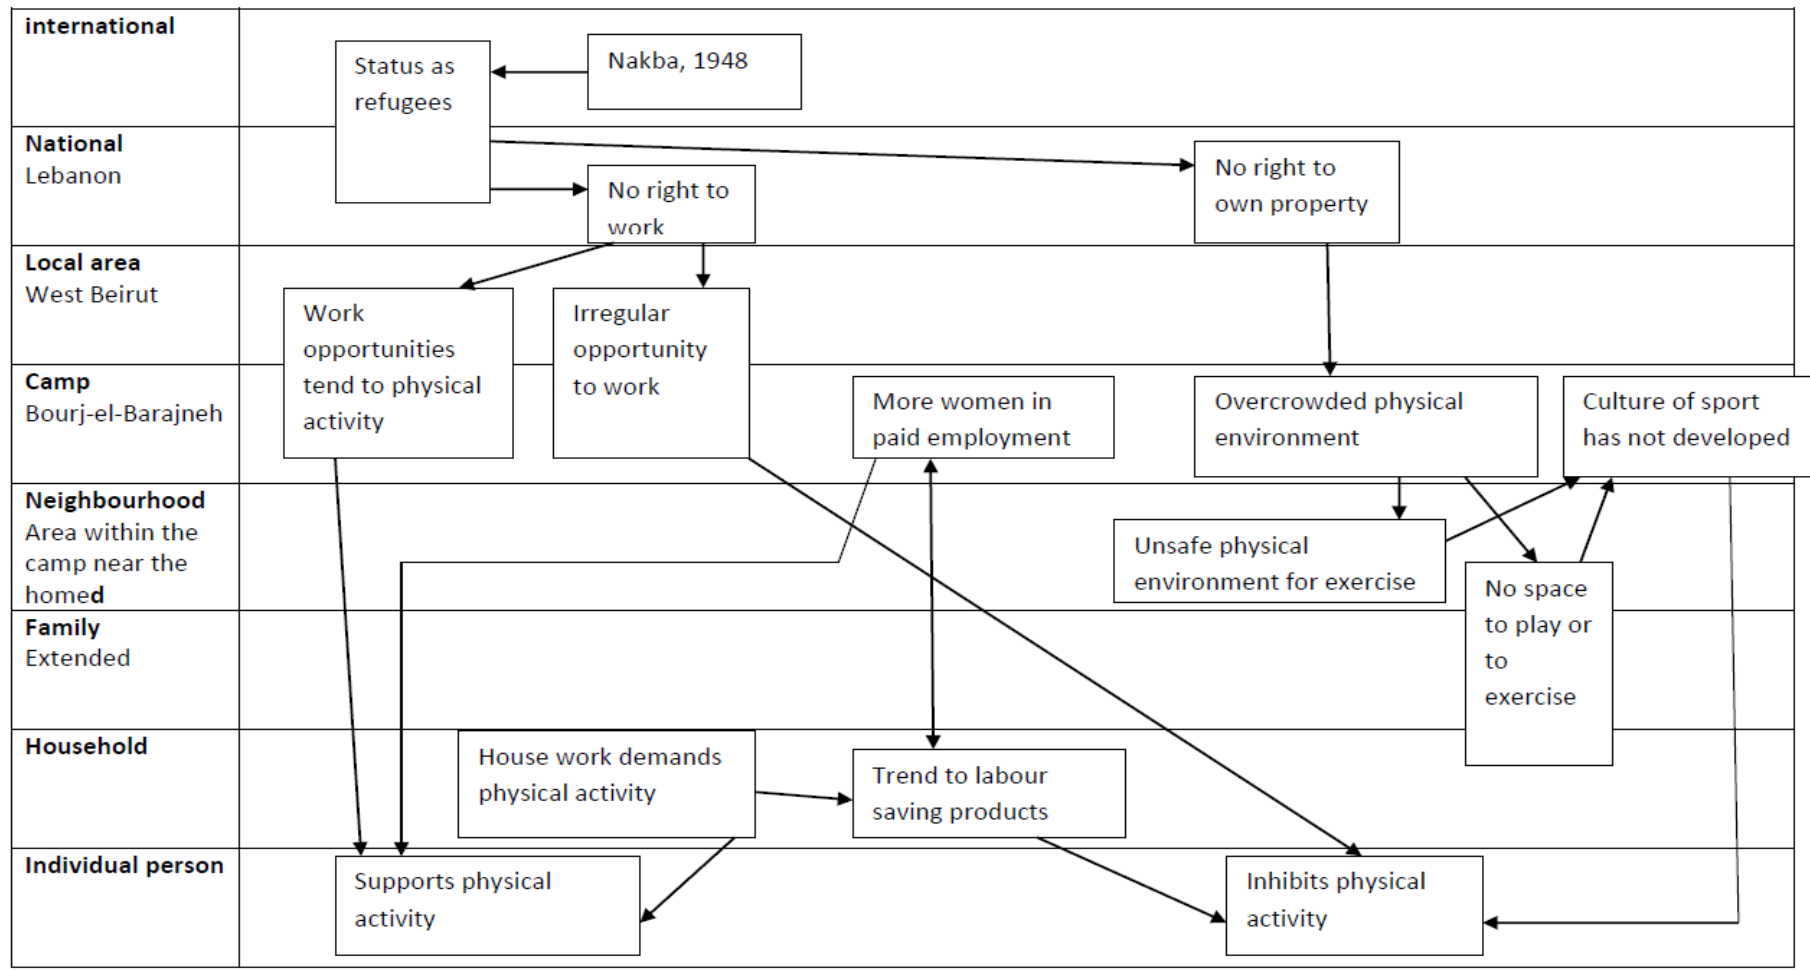 international
Status as
refugees
Nakba, 1948
National
Lebanon
No right to
work
No right to
own property
Local area
West Beirut
Work
opportunities
tend to physical
activity
Irregular
opportunity
to work
Camp
Bourj-el-Barajneh
More women in
paid employment
Overcrowded physical
environment
Culture of sport
has not developed
Neighbourhood
Area within the
camp near the
homed
Unsafe physical
environment for exercise
No space
to play or
to
exercise
Family
Extended
Household
House work demands
physical activity
Trend to labour
saving products
Individual person
Supports physical
activity
Inhibits physical
activity